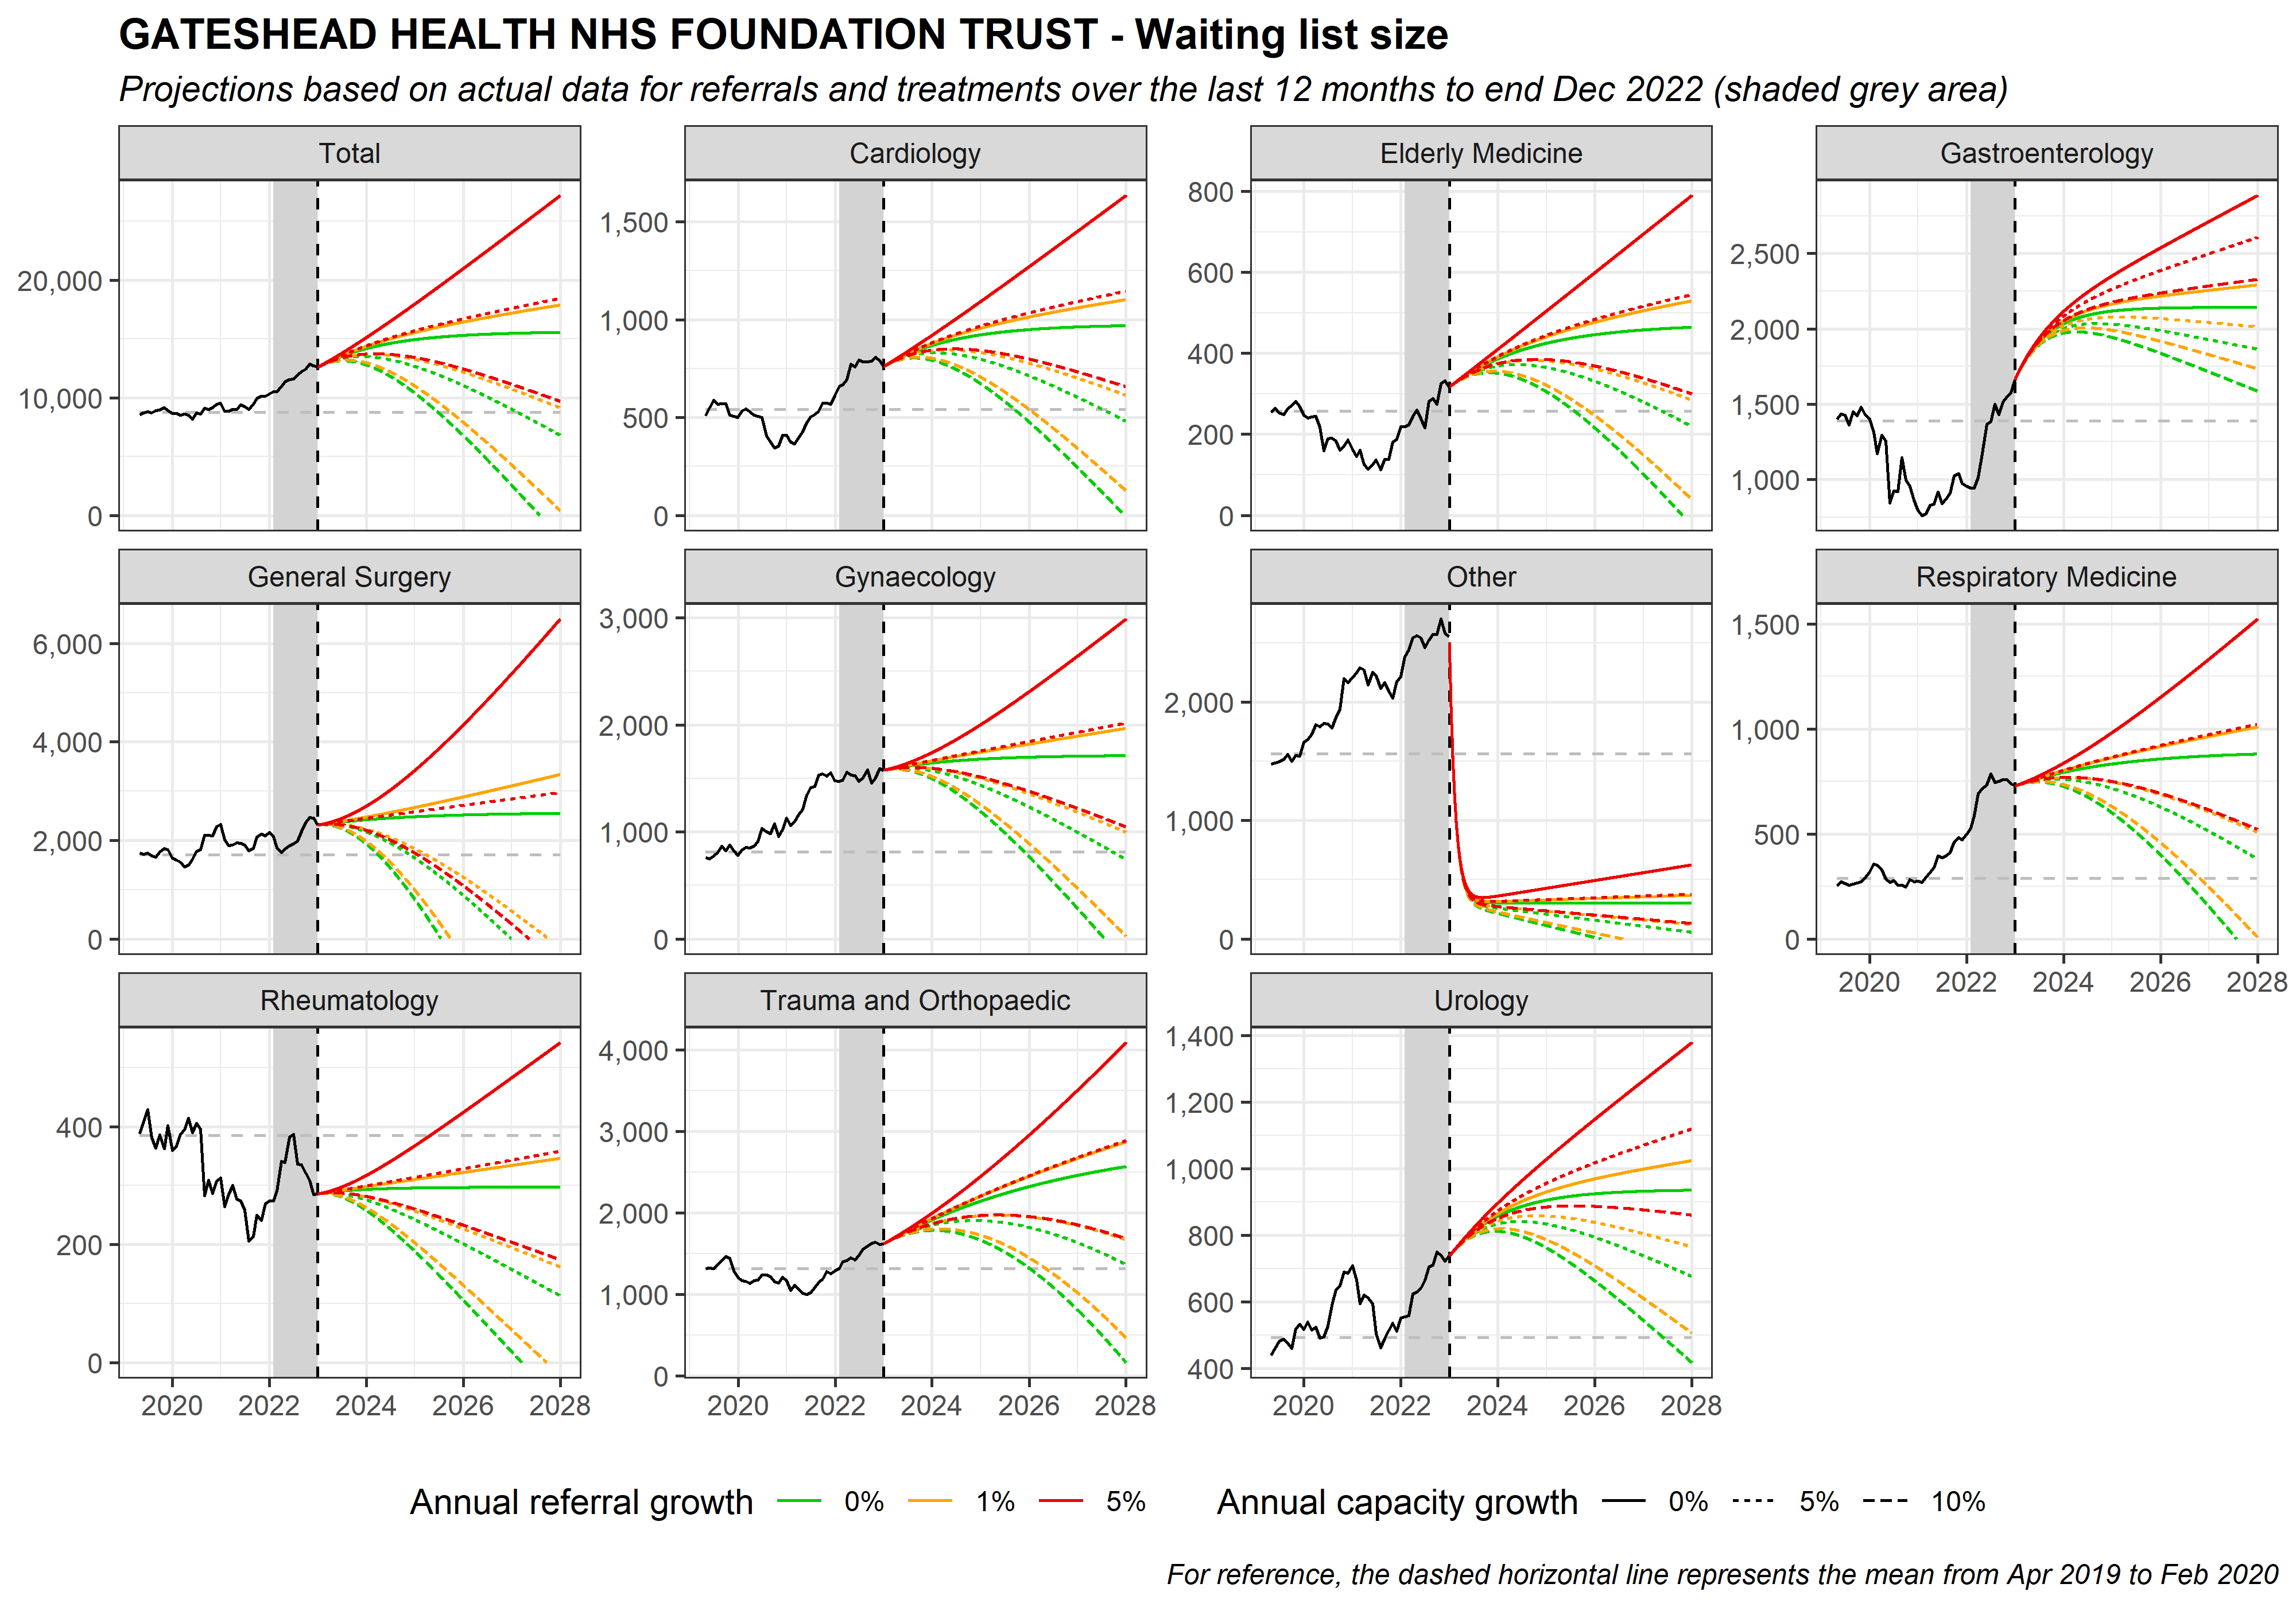 GATESHEAD HEALTH NHS FOUNDATION TRUST - Waiting list size
Projections based on actual data for referrals and treatments over the last 12 months to end Dec 2022 (shaded grey area)
Total
20,000
10,000
0
Cardiology
1,500
1,000
500
0
Elderly Medicine
800
600
400
200
0
Gastroenterology
2,500
2,000
1,500
1,000
General Surgery
6,000
4,000
2,000
0
Gynaecology
3,000
2,000
1,000
0
Other
2,000
1,000
0
Respiratory Medicine
1,500
1,000
500
0
2020 2022 2024 2026 2028
Rheumatology
400
200
0
2020 2022 2024 2026 2028
Trauma and Orthopaedic
4,000
3,000
2,000
1,000
0
2020 2022 2024 2026 2028
Urology
1,400
1,200
1,000
800
600
400
2020 2022 2024 2026 2028
Annual referral growth 0% 1% 5% Annual capacity growth 0% 5% 10%
For reference, the dashed horizontal line represents the mean from Apr 2019 to Feb 2020